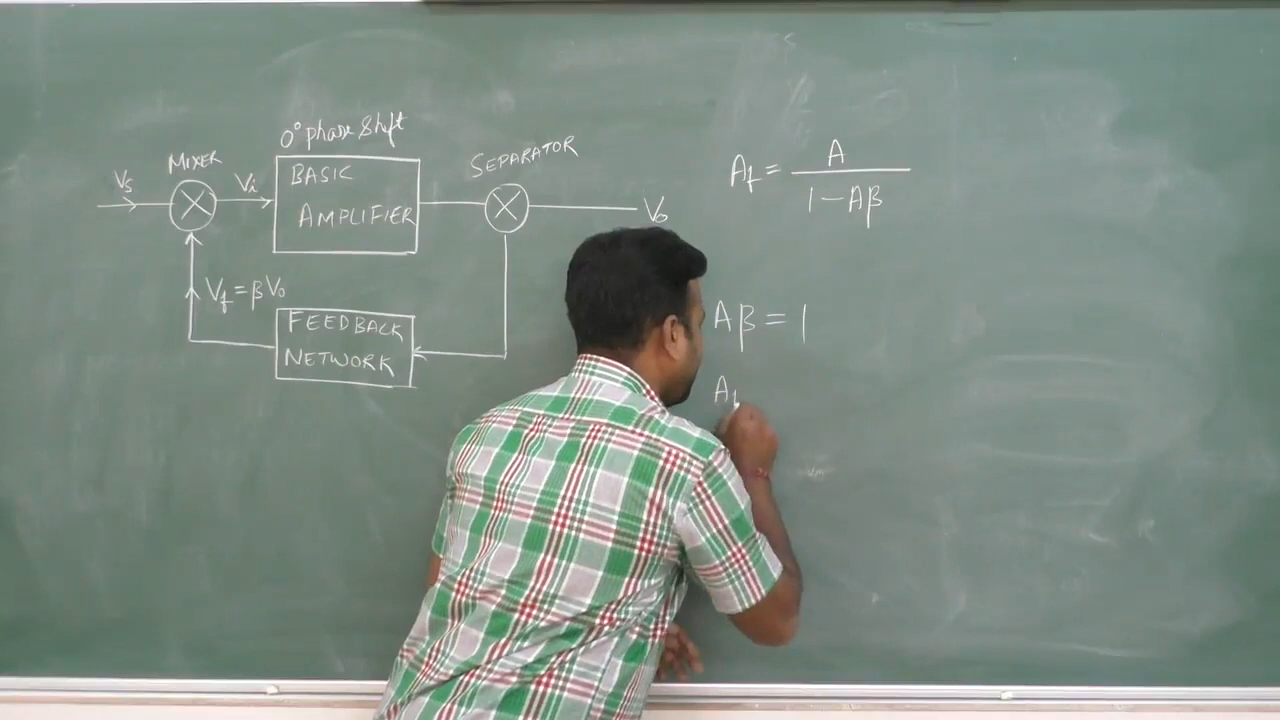 0° phase shift
MIXER
SEPARATOR
Vs
Vi
BASIC
AMPLIFIER
Vo
Vf = βVo
FEEDBACK
NETWORK
Af = A / 1 - Aβ
Aβ = 1
Af